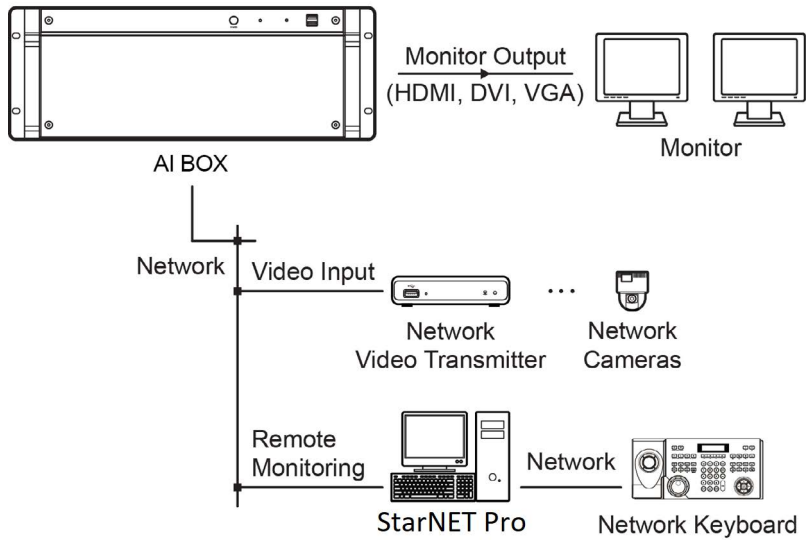 Monitor Output
(HDMI, DVI, VGA)
Monitor
AI BOX
Network
Video Input
Network
Video Transmitter
...
Network
Cameras
Remote
Monitoring
StarNET Pro
Network
Network Keyboard